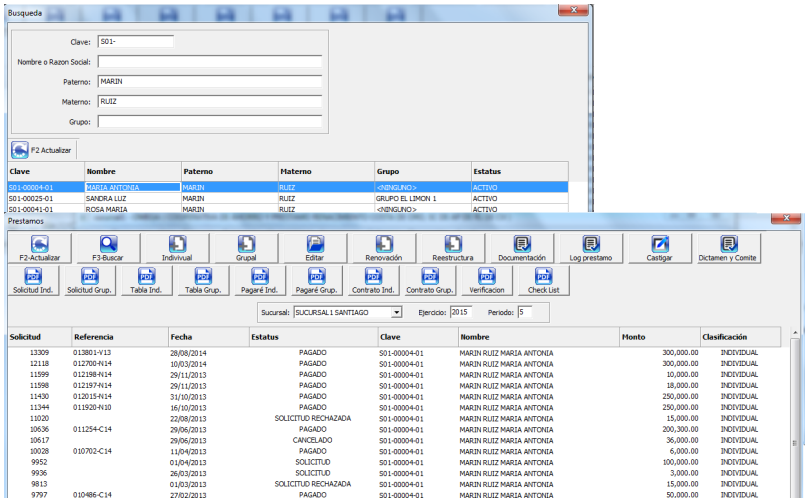 Busqueda
Clave: S01-
Nombre o Razon Social:
Paterno: MARIN
Materno: RUIZ
Grupo:
F2 Actualizar
Clave Nombre Paterno Materno Grupo Estatus
S01-00004-01 MARIA ANTONIA MARIN RUIZ <NINGUNO> ACTIVO
S01-00025-01 SANDRA LUZ MARIN RUIZ GRUPO EL LIMON 1 ACTIVO
S01-00041-01 ROSA MARIA MARIN RUIZ <NINGUNO> ACTIVO
Prestamos
F2-Actualizar F3-Buscar Indivivual Grupal Editar Renovación Reestructura Documentación Log prestamo Castigar Dictamen y Comite
Solicitud Ind. Solicitud Grup. Tabla Ind. Tabla Grup. Pagaré Ind. Pagaré Grup. Contrato Ind. Contrato Grup. Verificacion Check List
Sucursal: SUCURSAL1 SANTIAGO Ejercicio: 2015 Periodo: 5
Solicitud Referencia Fecha Estatus Clave Nombre Monto Clasificación
13309 013801-V13 28/08/2014 PAGADO S01-00004-01 MARIN RUIZ MARIA ANTONIA 300,000.00 INDIVIDUAL
12118 012700-N14 10/03/2014 PAGADO S01-00004-01 MARIN RUIZ MARIA ANTONIA 300,000.00 INDIVIDUAL
11599 012198-N14 29/11/2013 PAGADO S01-00004-01 MARIN RUIZ MARIA ANTONIA 10,000.00 INDIVIDUAL
11598 012197-N14 29/11/2013 PAGADO S01-00004-01 MARIN RUIZ MARIA ANTONIA 18,000.00 INDIVIDUAL
11430 012015-N14 31/10/2013 PAGADO S01-00004-01 MARIN RUIZ MARIA ANTONIA 250,000.00 INDIVIDUAL
11344 011920-N10 16/10/2013 PAGADO S01-00004-01 MARIN RUIZ MARIA ANTONIA 250,000.00 INDIVIDUAL
11020 22/08/2013 SOLICITUD RECHAZADA S01-00004-01 MARIN RUIZ MARIA ANTONIA 15,000.00 INDIVIDUAL
10636 011254-C14 29/06/2013 PAGADO S01-00004-01 MARIN RUIZ MARIA ANTONIA 200,300.00 INDIVIDUAL
10617 29/06/2013 CANCELADO S01-00004-01 MARIN RUIZ MARIA ANTONIA 36,000.00 INDIVIDUAL
10028 010702-C14 11/04/2013 PAGADO S01-00004-01 MARIN RUIZ MARIA ANTONIA 6,000.00 INDIVIDUAL
9952 01/04/2013 SOLICITUD S01-00004-01 MARIN RUIZ MARIA ANTONIA 100,000.00 INDIVIDUAL
9936 26/03/2013 SOLICITUD S01-00004-01 MARIN RUIZ MARIA ANTONIA 3,000.00 INDIVIDUAL
9813 01/03/2013 SOLICITUD RECHAZADA S01-00004-01 MARIN RUIZ MARIA ANTONIA 15,000.00 INDIVIDUAL
9797 010486-C14 27/02/2013 PAGADO S01-00004-01 MARIN RUIZ MARIA ANTONIA 50,000.00 INDIVIDUAL